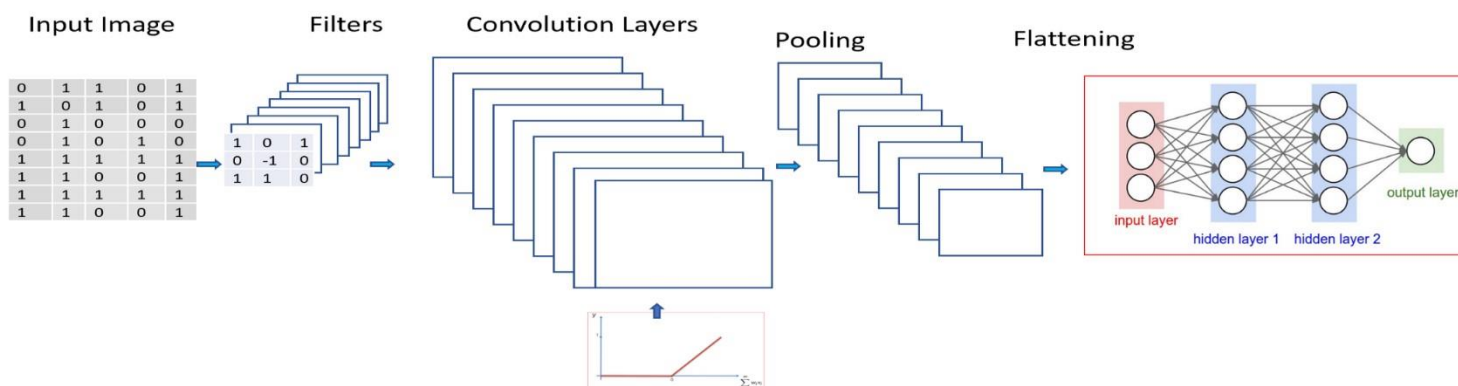 Input Image
Filters
Convolution Layers
Pooling
Flattening
0 1 1 0 1
1 0 1 0 1
0 1 0 0 0
0 1 0 1 0
1 1 1 1 1
1 1 0 0 1
1 1 1 1 1
1 1 0 0 1
1 0 1
0 -1 0
1 1 0
input layer
hidden layer 1
hidden layer 2
output layer